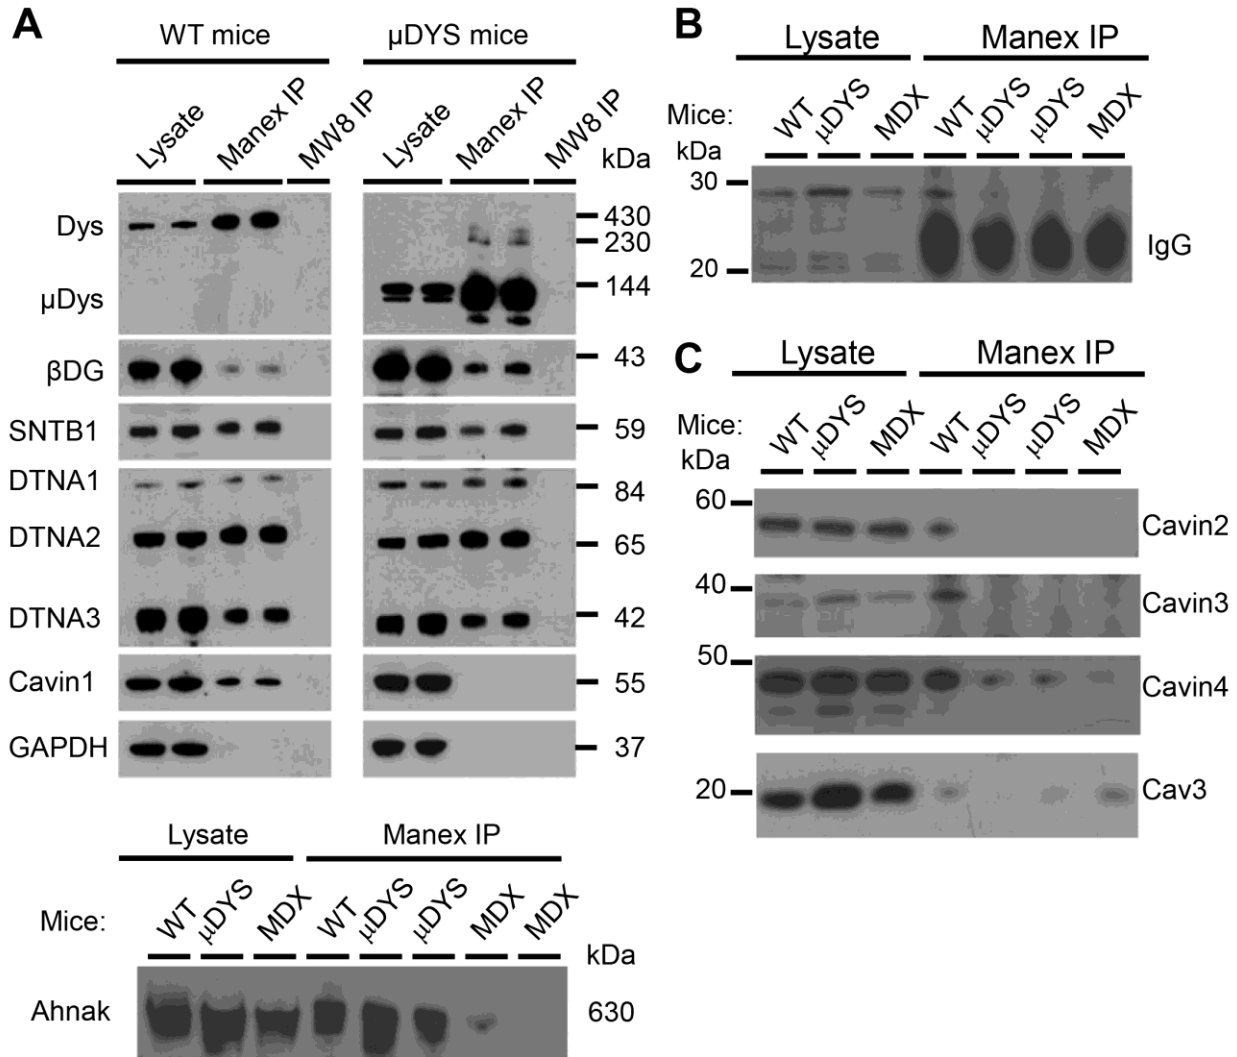 A
WT mice
µDYS mice
Lysate
Manex IP
MW8 IP
Lysate
Manex IP
MW8 IP
kDa
Dys
µDys
430
230
144
βDG
43
SNTB1
59
DTNA1
84
DTNA2
65
DTNA3
42
Cavin1
55
GAPDH
37
Lysate
Manex IP
Mice:
WT
µDYS
MDX
WT
µDYS
µDYS
MDX
MDX
kDa
Ahnak
630
B
Lysate
Manex IP
Mice:
WT
µDYS
MDX
WT
µDYS
µDYS
MDX
kDa
30
20
IgG
C
Lysate
Manex IP
Mice:
WT
µDYS
MDX
WT
µDYS
µDYS
MDX
kDa
60
Cavin2
40
Cavin3
50
Cavin4
20
Cav3